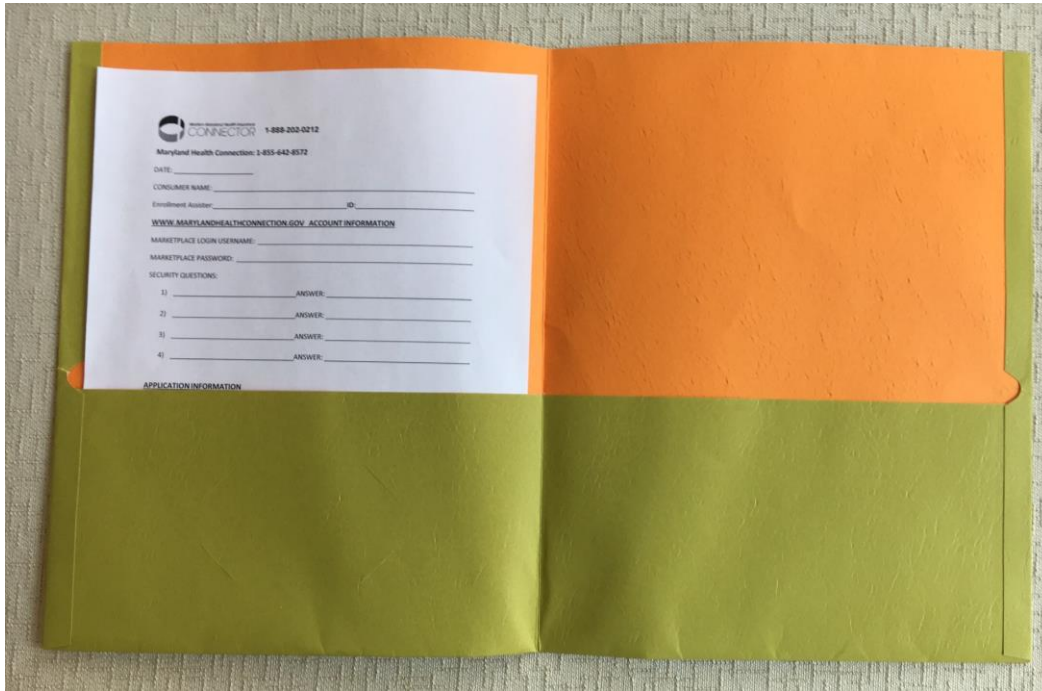 CONNECTOR 1-888-202-0212
Maryland Health Connection: 1-855-642-8572
DATE:
CONSUMER NAME:
Enrollment Assister: ID:
WWW.MARYLANDHEALTHCONNECTION.GOV ACCOUNT INFORMATION
MARKETPLACE LOGIN USERNAME:
MARKETPLACE PASSWORD:
SECURITY QUESTIONS:
1) ANSWER:
2) ANSWER:
3) ANSWER:
4) ANSWER:
APPLICATION INFORMATION